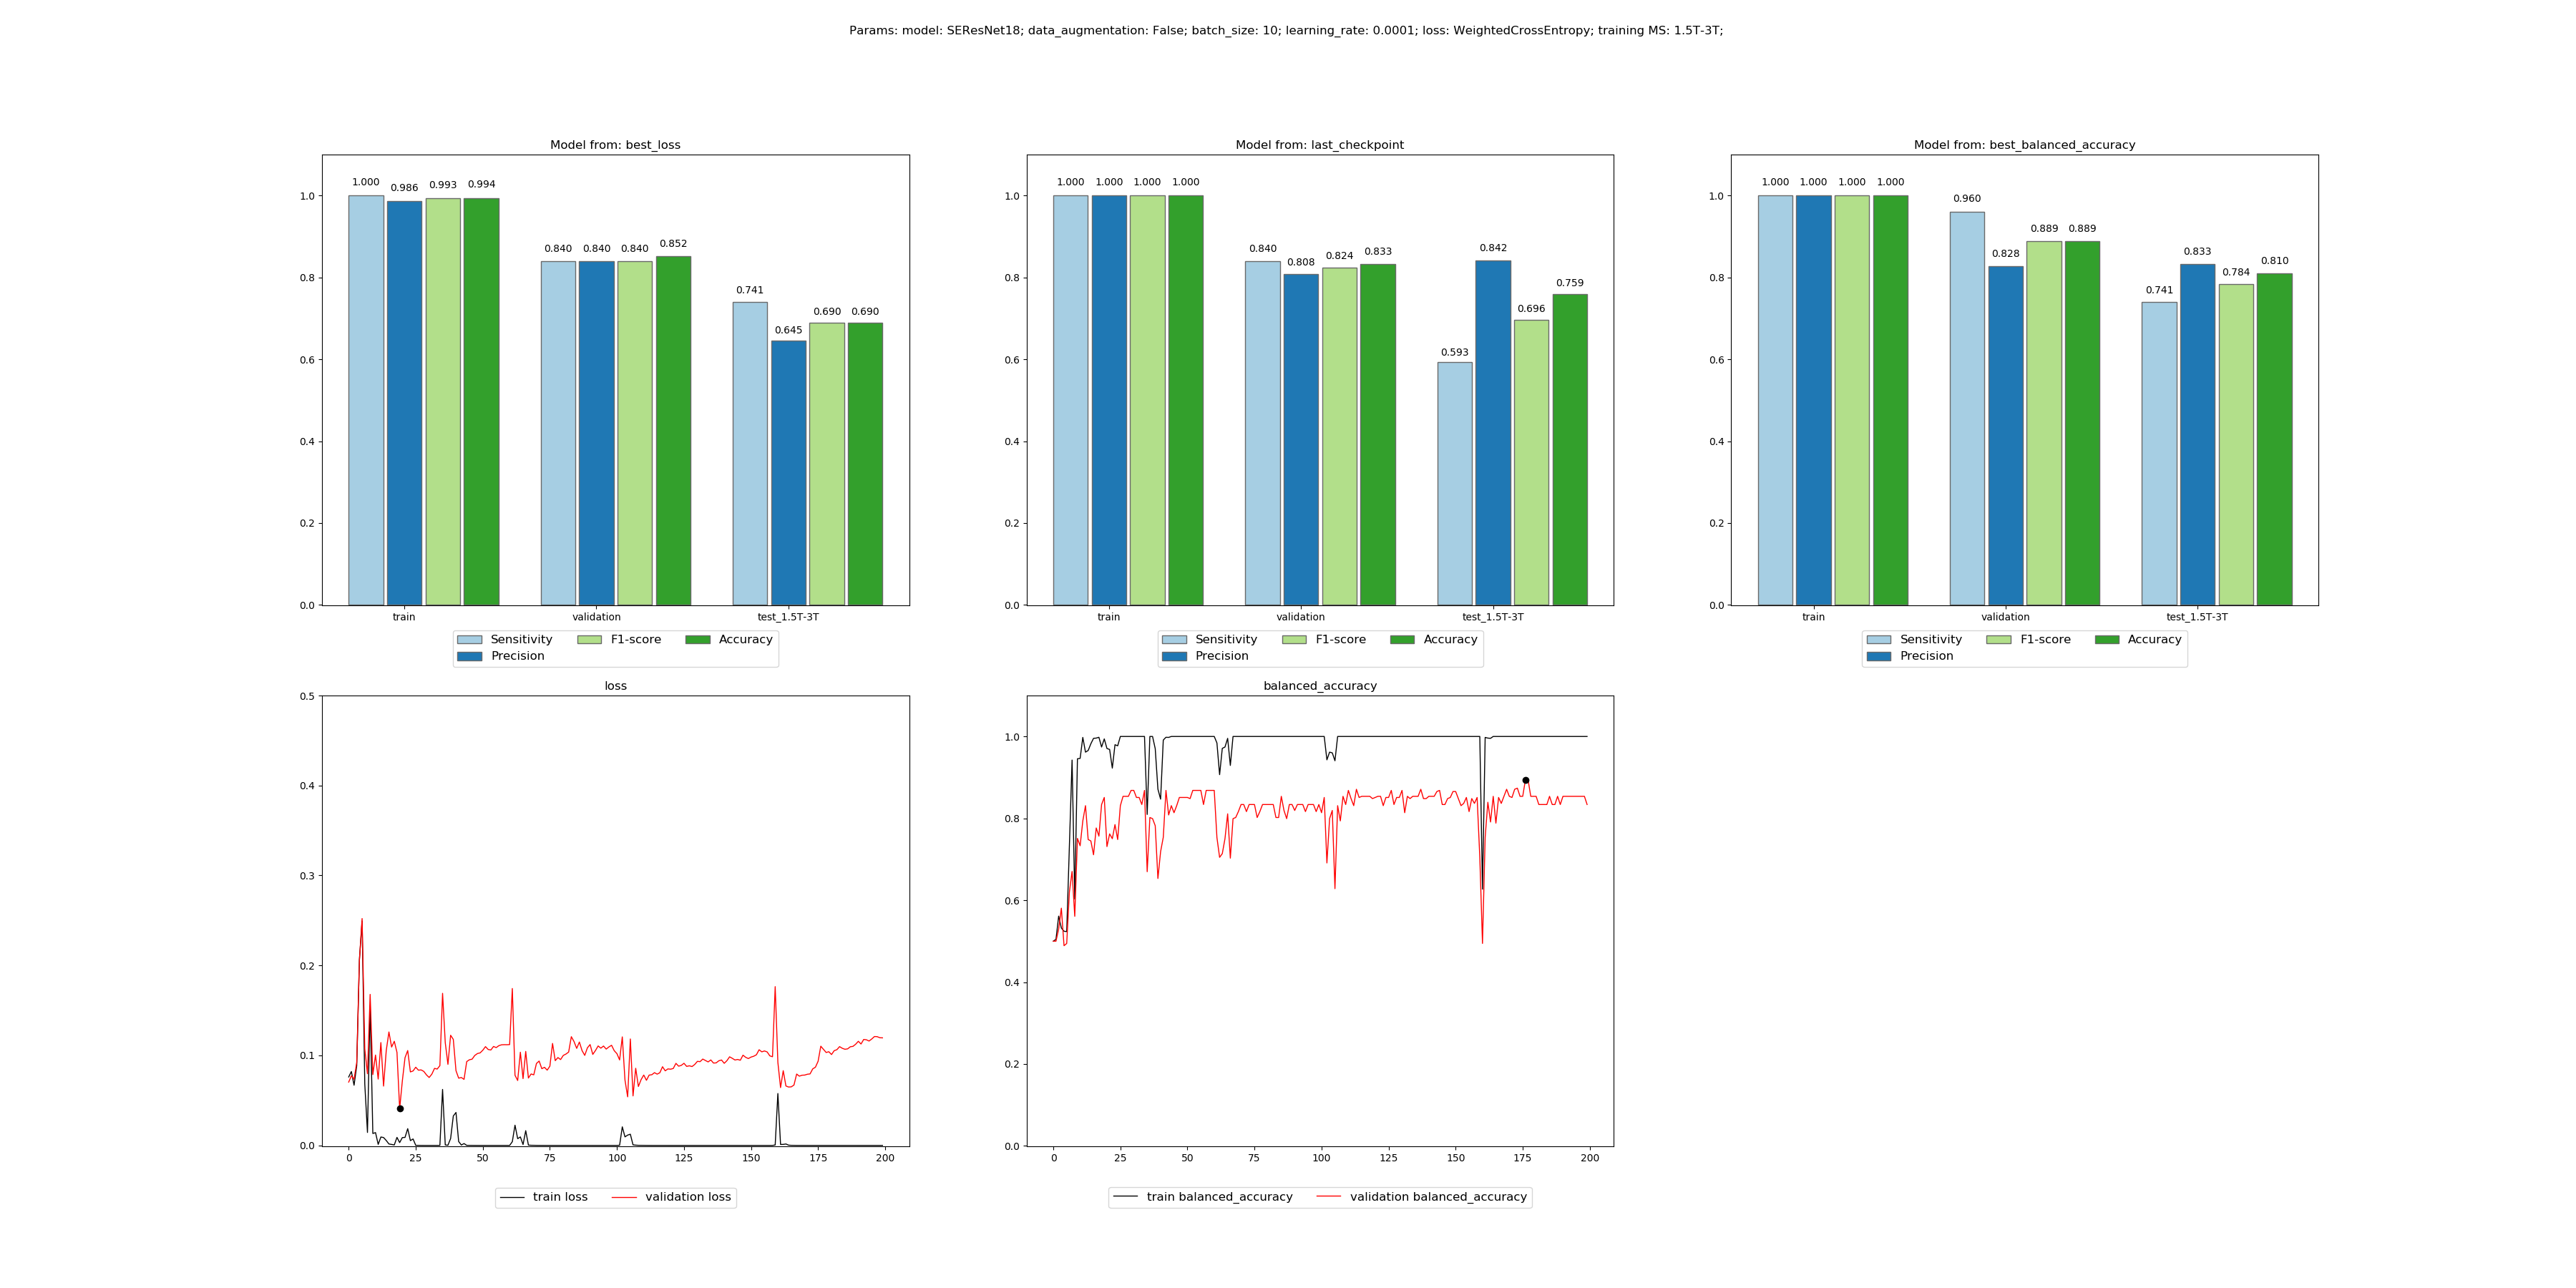 Params: model: SEResNet18; data_augmentation: False; batch_size: 10; learning_rate: 0.0001; loss: WeightedCrossEntropy; training MS: 1.5T-3T;
Model from: best_loss
1.000 0.986 0.993 0.994
0.840 0.840 0.840 0.852
0.741 0.645 0.690 0.690
1.0
0.8
0.6
0.4
0.2
0.0
train validation test_1.5T-3T
Sensitivity F1-score Accuracy
Precision
Model from: last_checkpoint
1.000 1.000 1.000 1.000
0.840 0.808 0.824 0.833
0.593 0.842 0.696 0.759
1.0
0.8
0.6
0.4
0.2
0.0
train validation test_1.5T-3T
Sensitivity F1-score Accuracy
Precision
Model from: best_balanced_accuracy
1.000 1.000 1.000 1.000
0.960 0.828 0.889 0.889
0.741 0.833 0.784 0.810
1.0
0.8
0.6
0.4
0.2
0.0
train validation test_1.5T-3T
Sensitivity F1-score Accuracy
Precision
loss
0.5
0.4
0.3
0.2
0.1
0.0
0 25 50 75 100 125 150 175 200
train loss validation loss
balanced_accuracy
1.0
0.8
0.6
0.4
0.2
0.0
0 25 50 75 100 125 150 175 200
train balanced_accuracy validation balanced_accuracy